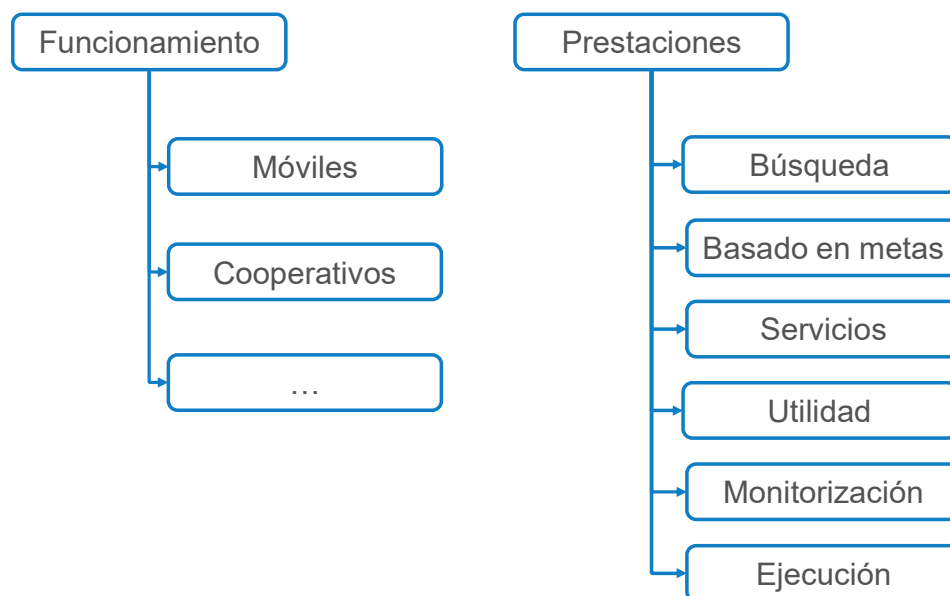 Funcionamiento
Móviles
Cooperativos
…
Prestaciones
Búsqueda
Basado en metas
Servicios
Utilidad
Monitorización
Ejecución